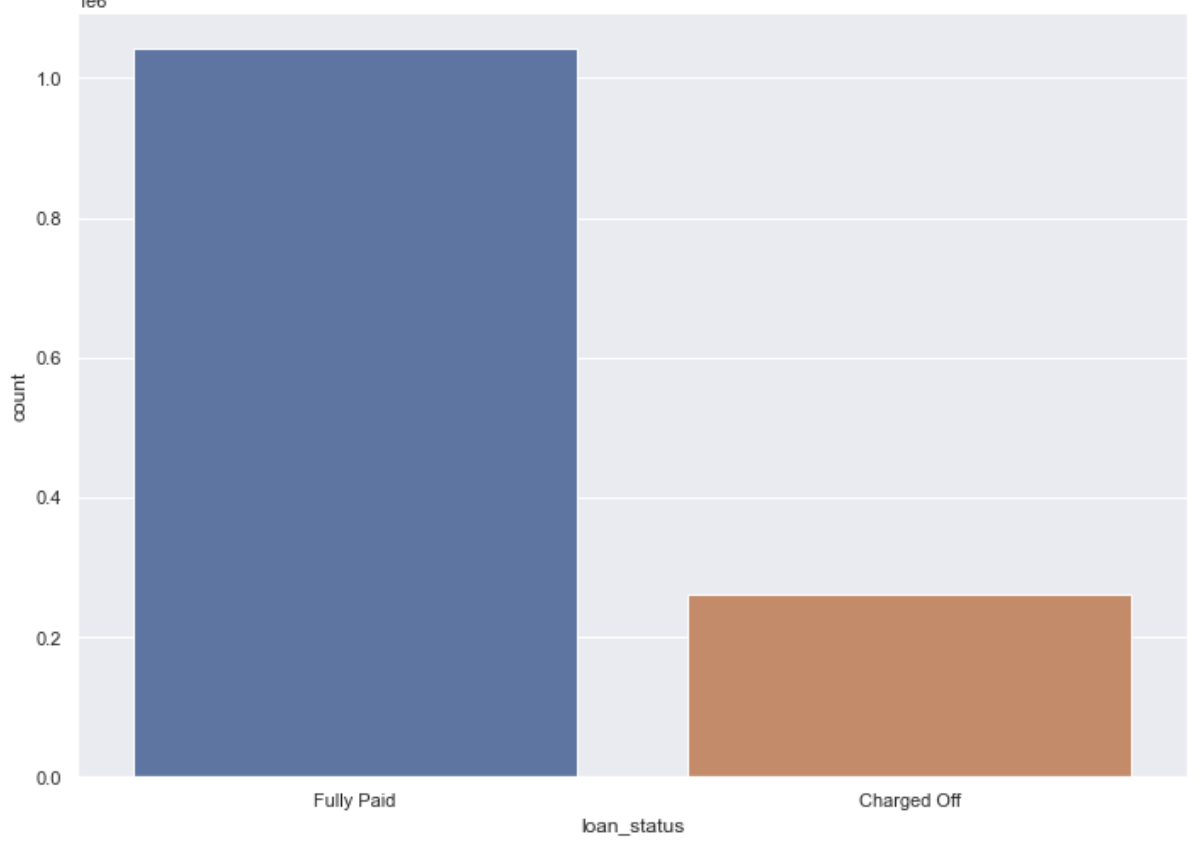 1e6
1.0
0.8
0.6
0.4
0.2
0.0
count
Fully Paid
Charged Off
loan_status